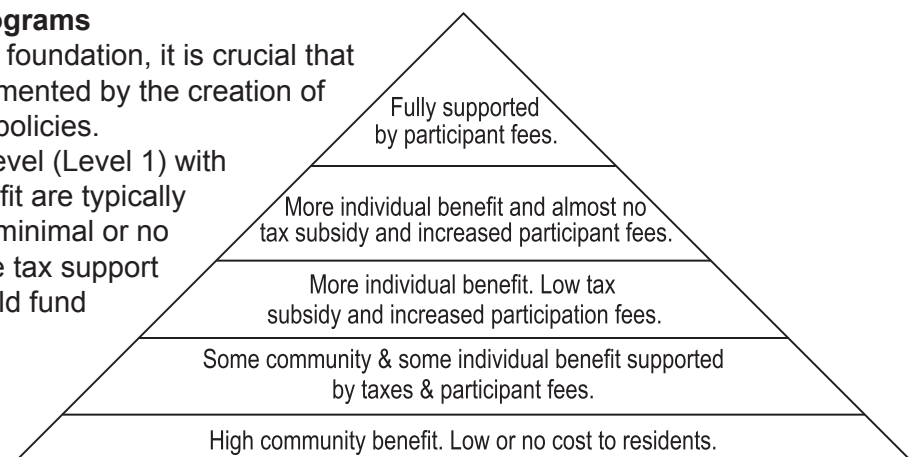 ograms
foundation, it is crucial that
mented by the creation of
policies.
evel (Level 1) with
fit are typically
minimal or no
e tax support
ld fund
Fully supported
by participant fees.
More individual benefit and almost no
tax subsidy and increased participant fees.
More individual benefit. Low tax
subsidy and increased participation fees.
Some community & some individual benefit supported
by taxes & participant fees.
High community benefit. Low or no cost to residents.